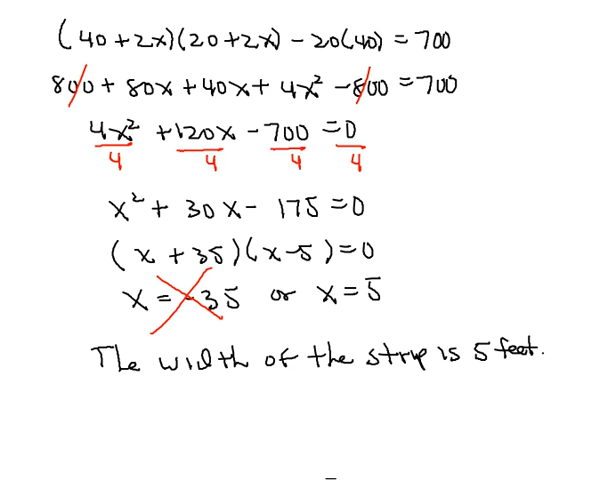 (40+2x)(20+2x) - 20(40) = 700
800 + 80x + 40x + 4x² - 800 = 700
4x² + 120x - 700 = 0
4 4 4 4
x² + 30x - 175 = 0
(x + 35)(x - 5) = 0
x = -35 or x = 5
The width of the strip is 5 feet.